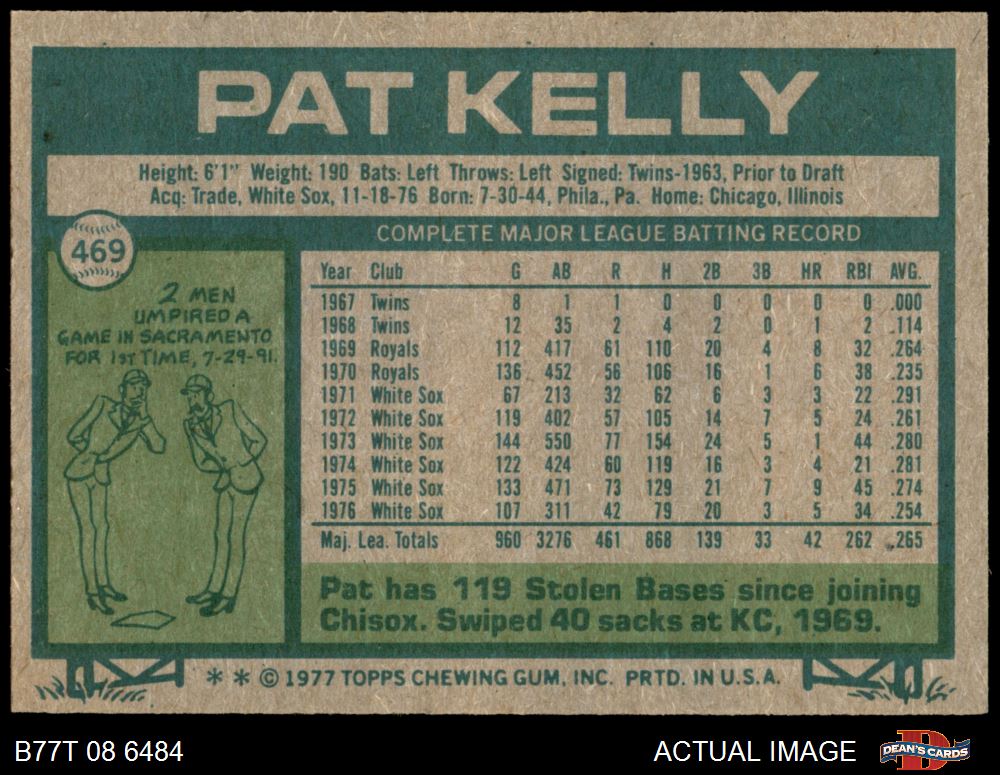 PAT KELLY
Height: 6'1" Weight: 190 Bats: Left Throws: Left Signed: Twins-1963, Prior to Draft
Acq: Trade, White Sox, 11-18-76 Born: 7-30-44, Phila., Pa. Home: Chicago, Illinois
469
2 MEN
UMPIRED A
GAME IN SACRAMENTO
FOR 1ST TIME, 7-29-91.
COMPLETE MAJOR LEAGUE BATTING RECORD
Year Club G AB R H 2B 3B HR RBI AVG.
1967 Twins 8 1 1 0 0 0 0 0 .000
1968 Twins 12 35 2 4 2 0 1 2 .114
1969 Royals 112 417 61 110 20 4 8 32 .264
1970 Royals 136 452 56 106 16 1 6 38 .235
1971 White Sox 67 213 32 62 6 3 3 22 .291
1972 White Sox 119 402 57 105 14 7 5 24 .261
1973 White Sox 144 550 77 154 24 5 1 44 .280
1974 White Sox 122 424 60 119 16 3 4 21 .281
1975 White Sox 133 471 73 129 21 7 9 45 .274
1976 White Sox 107 311 42 79 20 3 5 34 .254
Maj. Lea. Totals 960 3276 461 868 139 33 42 262 .265
Pat has 119 Stolen Bases since joining
Chisox. Swiped 40 sacks at KC, 1969.
* * © 1977 TOPPS CHEWING GUM, INC. PRTD. IN U.S.A.
B77T 08 6484 ACTUAL IMAGE DEAN'S CARDS